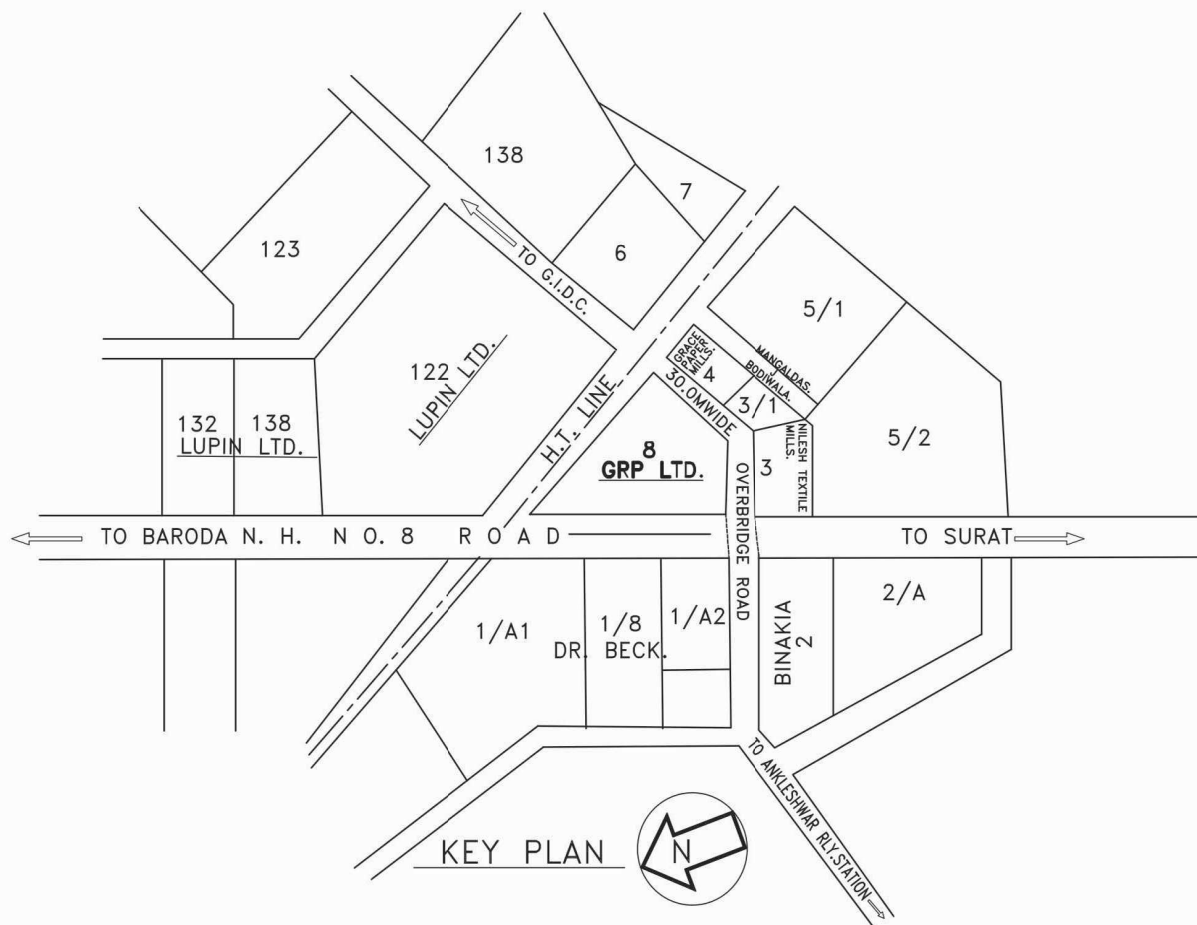 138
7
123
TO G.I.D.C.
6
5/1
GRACE
PAPER
MILLS.
4
MANGALDAS.
J
BODIWALA.
122
LUPIN LTD.
30.0MWIDE
3/1
H.T. LINE
132
138
LUPIN LTD.
8
GRP LTD.
3
NILESH TEXTILE
MILLS.
5/2
OVERBRIDGE ROAD
TO BARODA N. H. NO.8 ROAD
TO SURAT
1/A1
1/8
DR. BECK.
1/A2
BINAKIA
2
2/A
TO ANKLESHWAR RLY.STATION
KEY PLAN
N